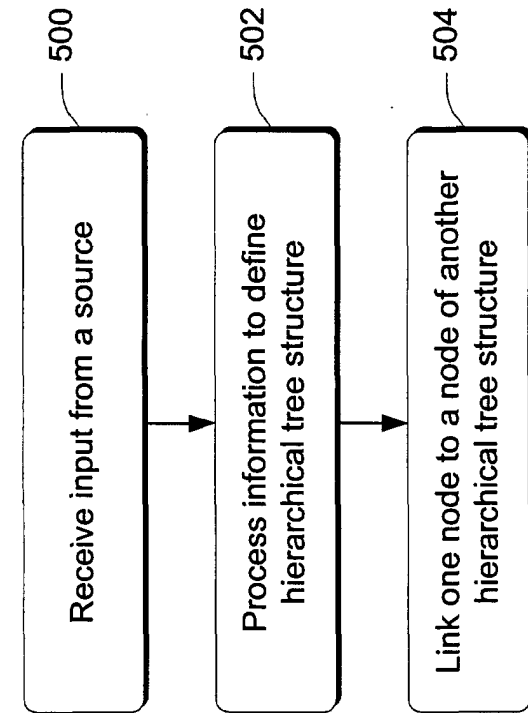 Receive input from a source
500
Process information to define
hierarchical tree structure
502
Link one node to a node of another
hierarchical tree structure
504